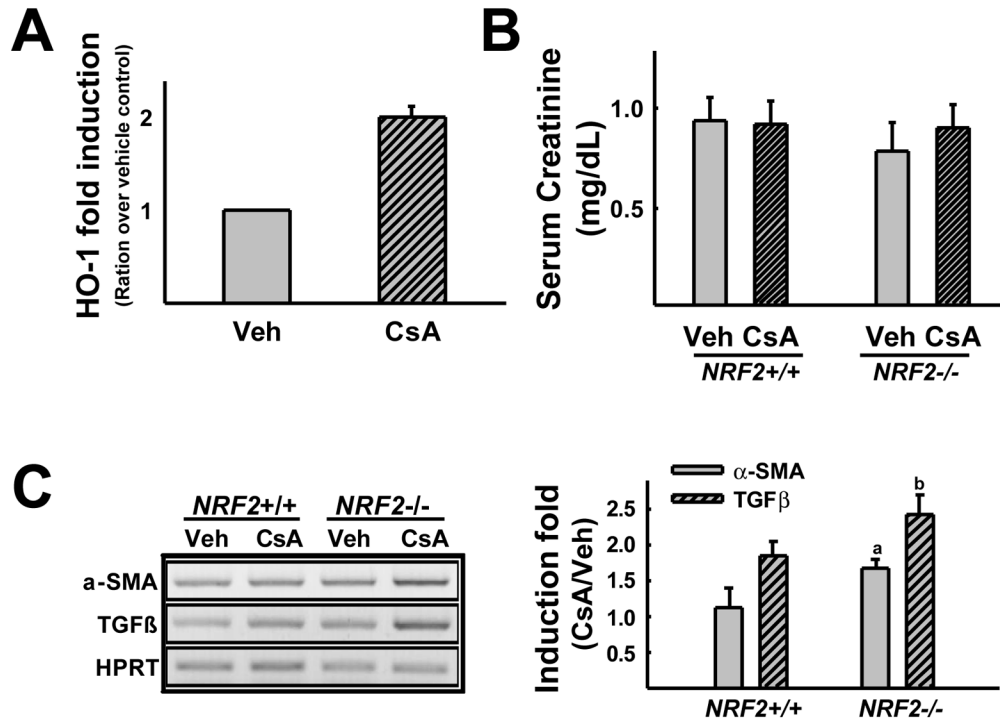 A
HO-1 fold induction
(Ration over vehicle control)
2
1
Veh CsA
B
Serum Creatinine
(mg/dL)
1.0
0.5
Veh CsA Veh CsA
NRF2+/+ NRF2-/-
C
NRF2+/+ NRF2-/-
Veh CsA Veh CsA
a-SMA
TGFß
HPRT
α-SMA
TGFβ
Induction fold
(CsA/Veh)
2.5
2.0
1.5
1.0
0.5
a
b
NRF2+/+ NRF2-/-